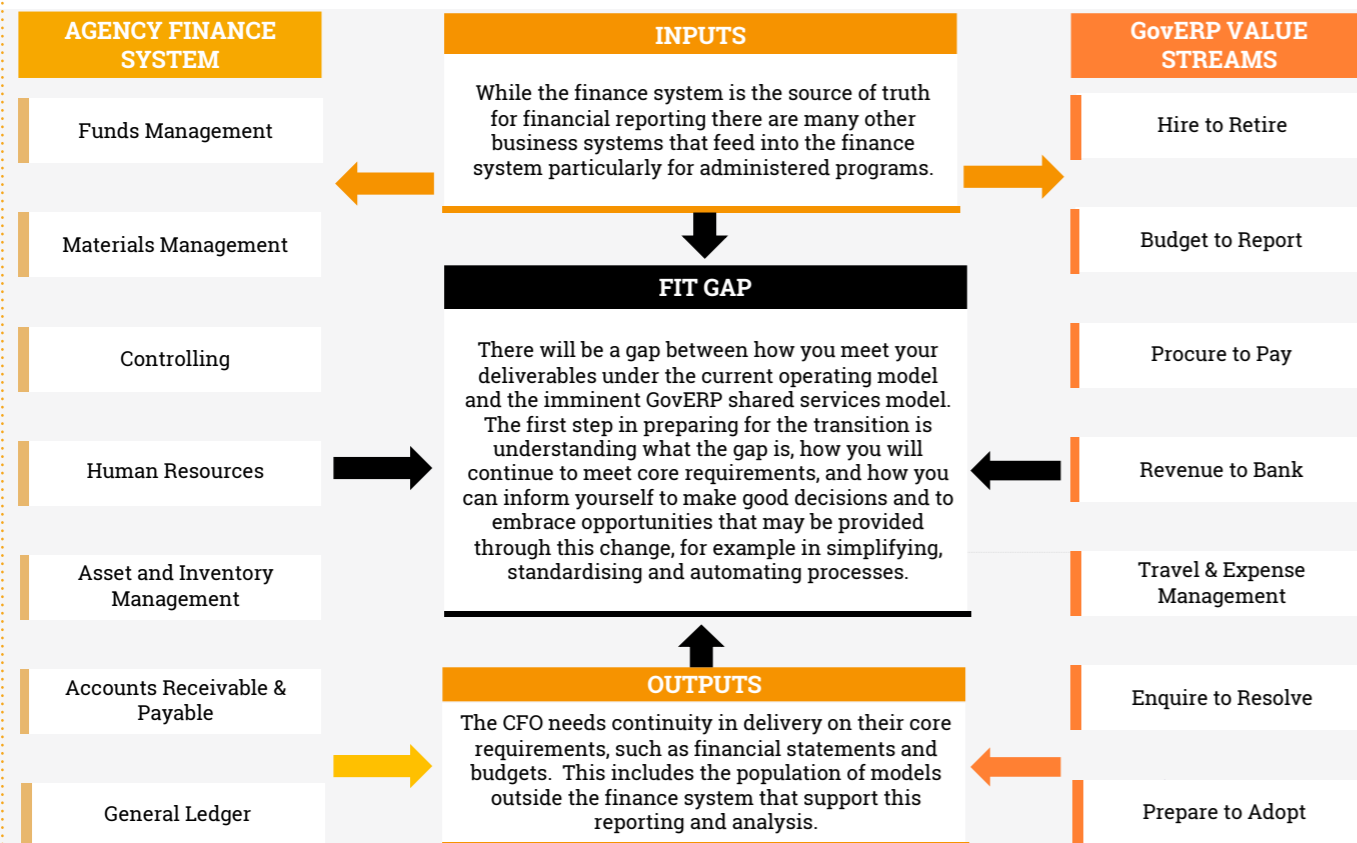 AGENCY FINANCE
SYSTEM
Funds Management
Materials Management
Controlling
Human Resources
Asset and Inventory
Management
Accounts Receivable &
Payable
General Ledger
INPUTS
While the finance system is the source of truth
for financial reporting there are many other
business systems that feed into the finance
system particularly for administered programs.
FIT GAP
There will be a gap between how you meet your
deliverables under the current operating model
and the imminent GovERP shared services model.
The first step in preparing for the transition is
understanding what the gap is, how you will
continue to meet core requirements, and how you
can inform yourself to make good decisions and to
embrace opportunities that may be provided
through this change, for example in simplifying,
standardising and automating processes.
OUTPUTS
The CFO needs continuity in delivery on their core
requirements, such as financial statements and
budgets.  This includes the population of models
outside the finance system that support this
reporting and analysis.
GovERP VALUE
STREAMS
Hire to Retire
Budget to Report
Procure to Pay
Revenue to Bank
Travel & Expense
Management
Enquire to Resolve
Prepare to Adopt